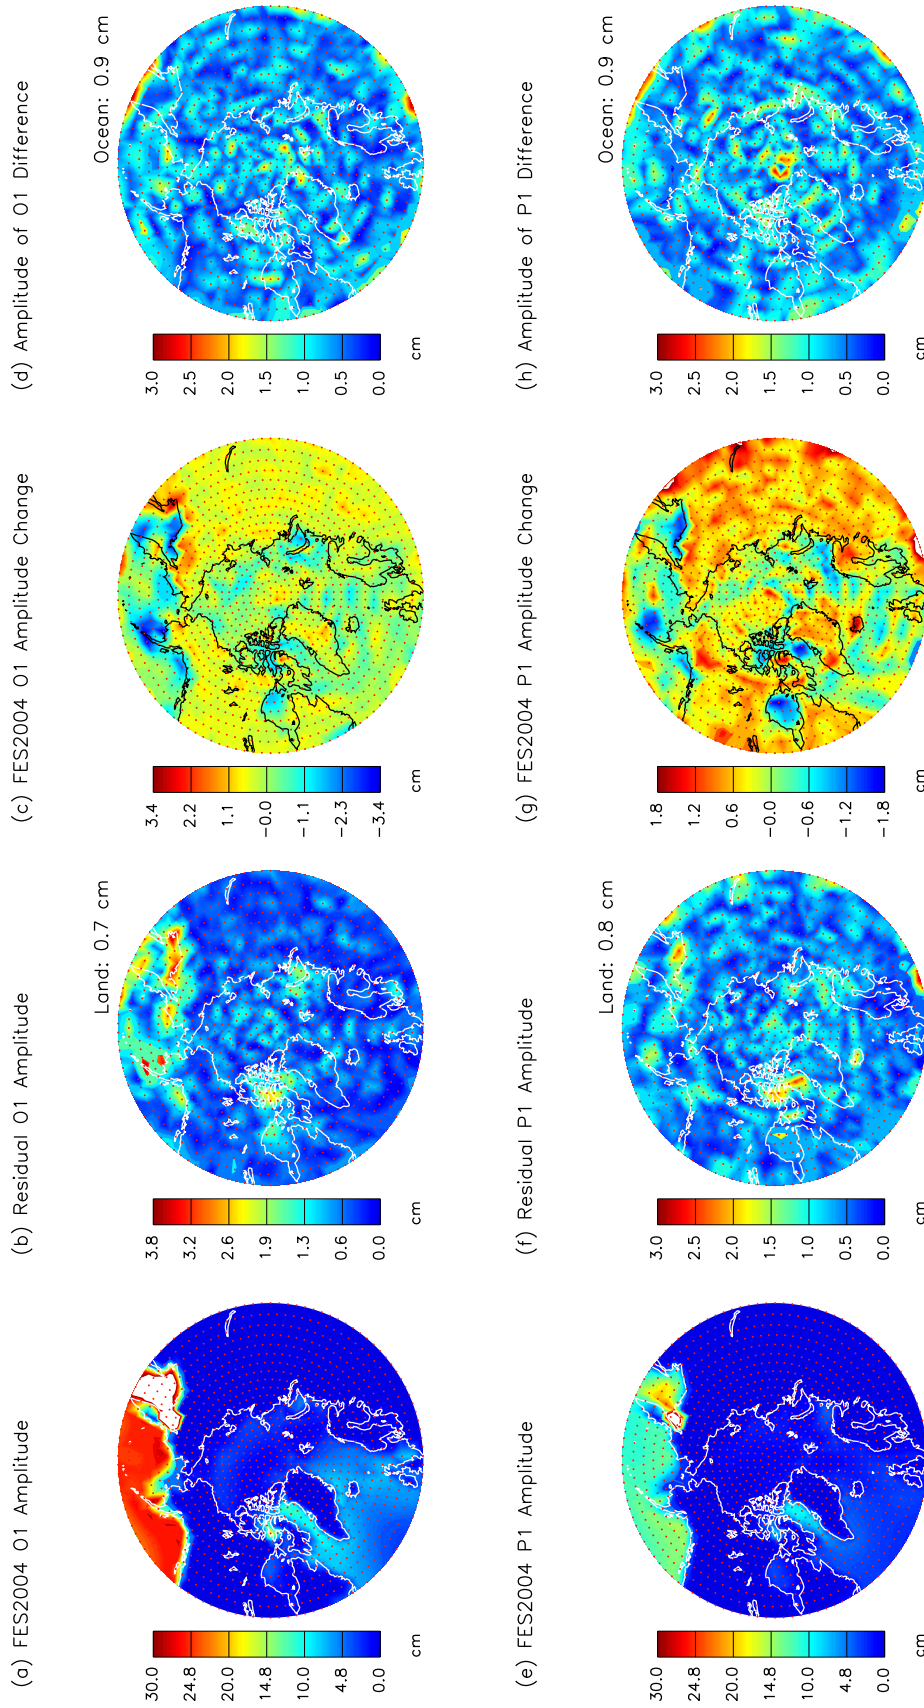 (a) FES2004 O1 Amplitude
30.0
24.8
20.0
14.8
10.0
4.8
0.0
cm
(b) Residual O1 Amplitude
Land: 0.7 cm
3.8
3.2
2.6
1.9
1.3
0.6
0.0
cm
(c) FES2004 O1 Amplitude Change
3.4
2.2
1.1
-0.0
-1.1
-2.3
-3.4
cm
(d) Amplitude of O1 Difference
Ocean: 0.9 cm
3.0
2.5
2.0
1.5
1.0
0.5
0.0
cm
(e) FES2004 P1 Amplitude
30.0
24.8
20.0
14.8
10.0
4.8
0.0
cm
(f) Residual P1 Amplitude
Land: 0.8 cm
3.0
2.5
2.0
1.5
1.0
0.5
0.0
cm
(g) FES2004 P1 Amplitude Change
1.8
1.2
0.6
-0.0
-0.6
-1.2
-1.8
cm
(h) Amplitude of P1 Difference
Ocean: 0.9 cm
3.0
2.5
2.0
1.5
1.0
0.5
0.0
cm